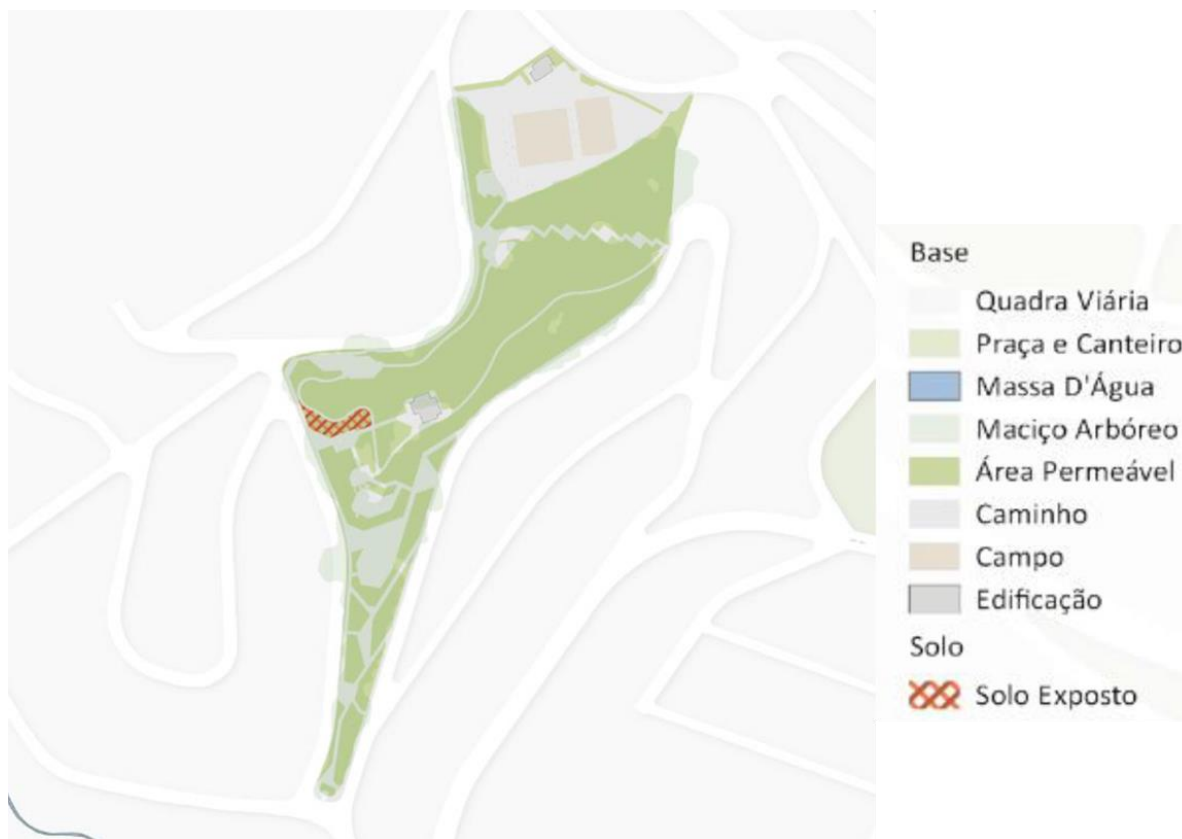 Base
Quadra Viária
Praça e Canteiro
Massa D'Água
Maciço Arbóreo
Área Permeável
Caminho
Campo
Edificação
Solo
Solo Exposto